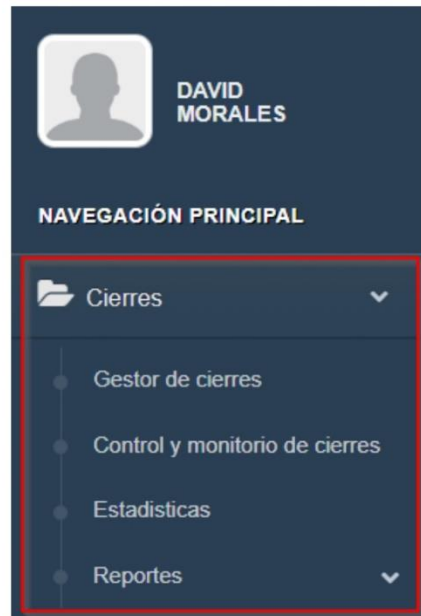 DAVID
MORALES
NAVEGACIÓN PRINCIPAL
Cierres
Gestor de cierres
Control y monitorio de cierres
Estadisticas
Reportes